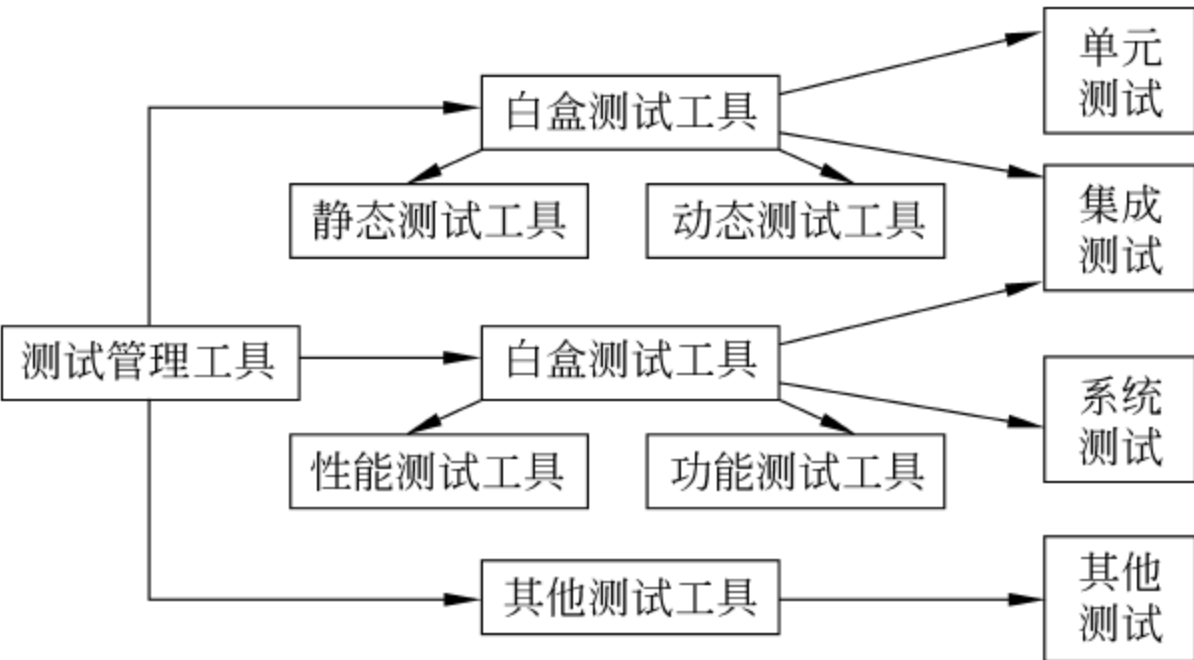 单元
测试
白盒测试工具
静态测试工具
动态测试工具
集成
测试
测试管理工具
白盒测试工具
性能测试工具
功能测试工具
系统
测试
其他测试工具
其他
测试